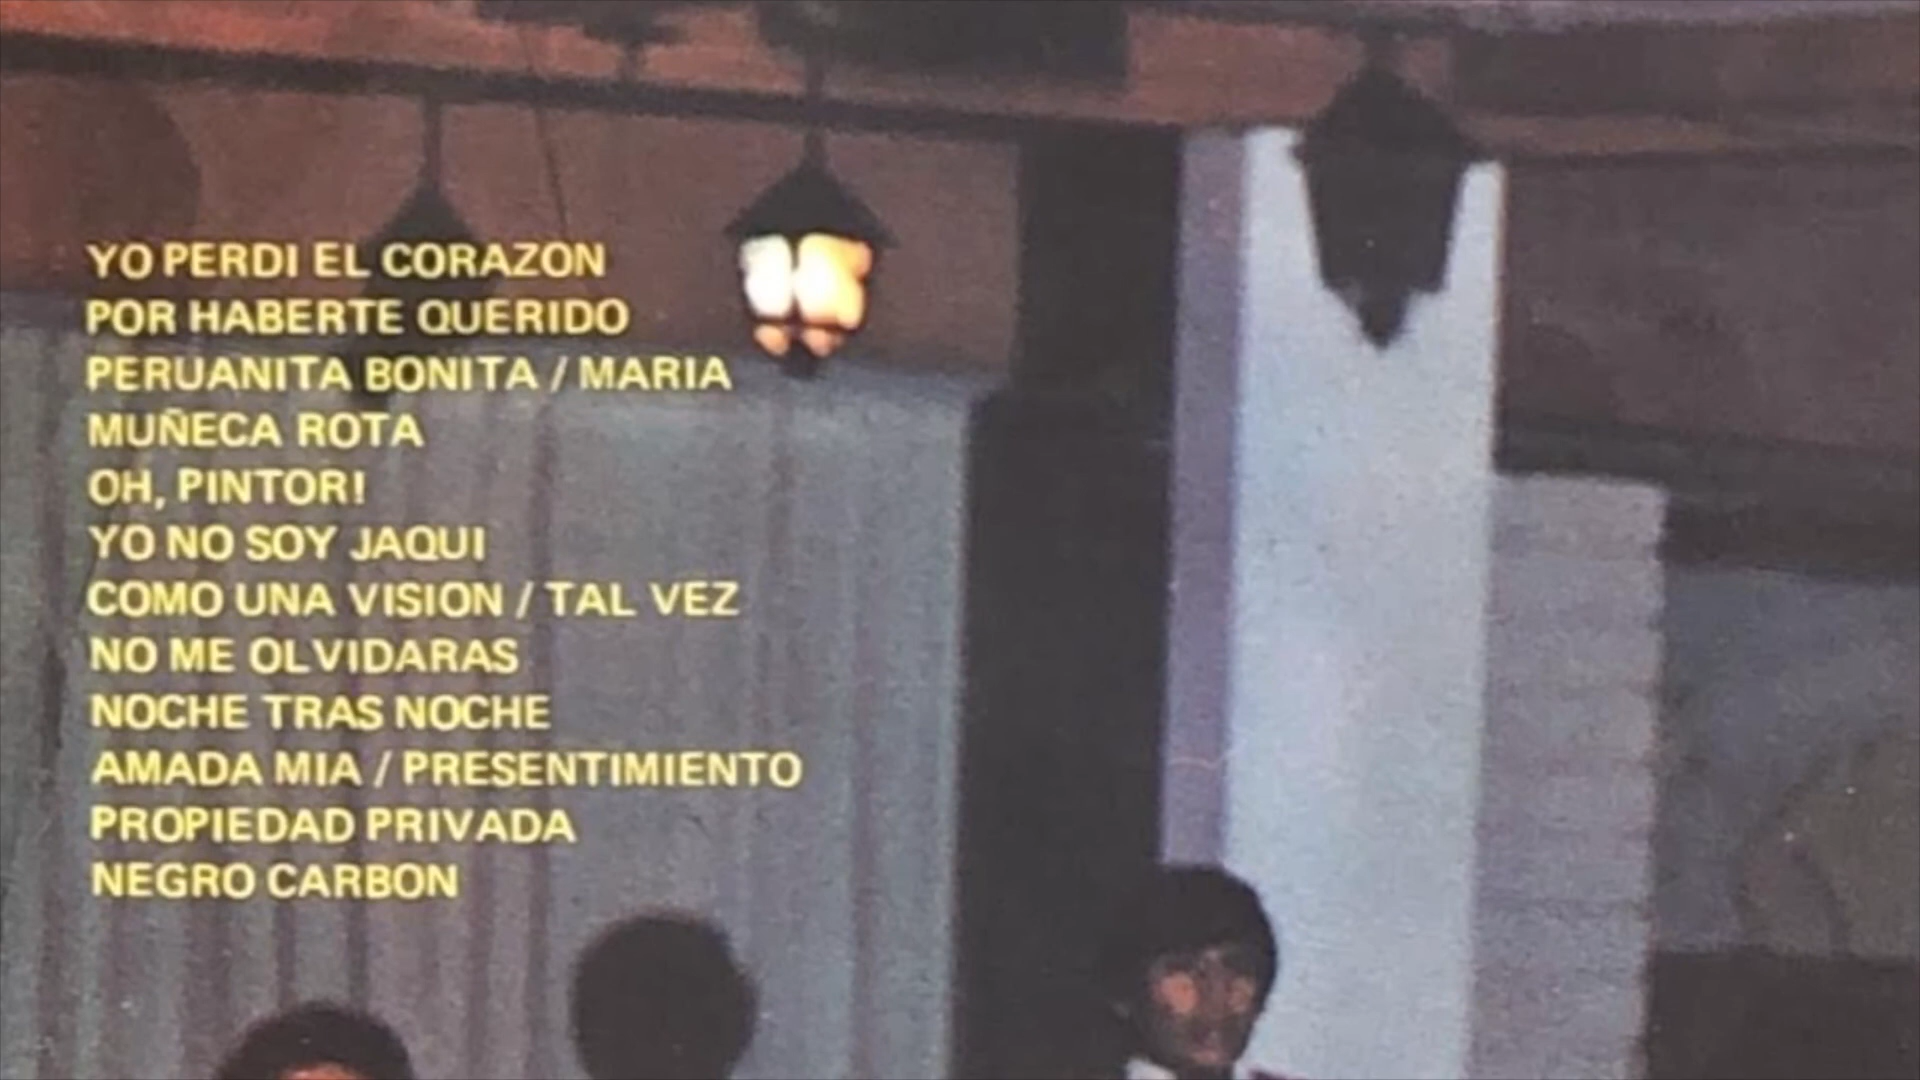 YO PERDI EL CORAZON
POR HABERTE QUERIDO
PERUANITA BONITA / MARIA
MUÑECA ROTA
OH, PINTOR!
YO NO SOY JAQUI
COMO UNA VISION / TAL VEZ
NO ME OLVIDARAS
NOCHE TRAS NOCHE
AMADA MIA / PRESENTIMIENTO
PROPIEDAD PRIVADA
NEGRO CARBON